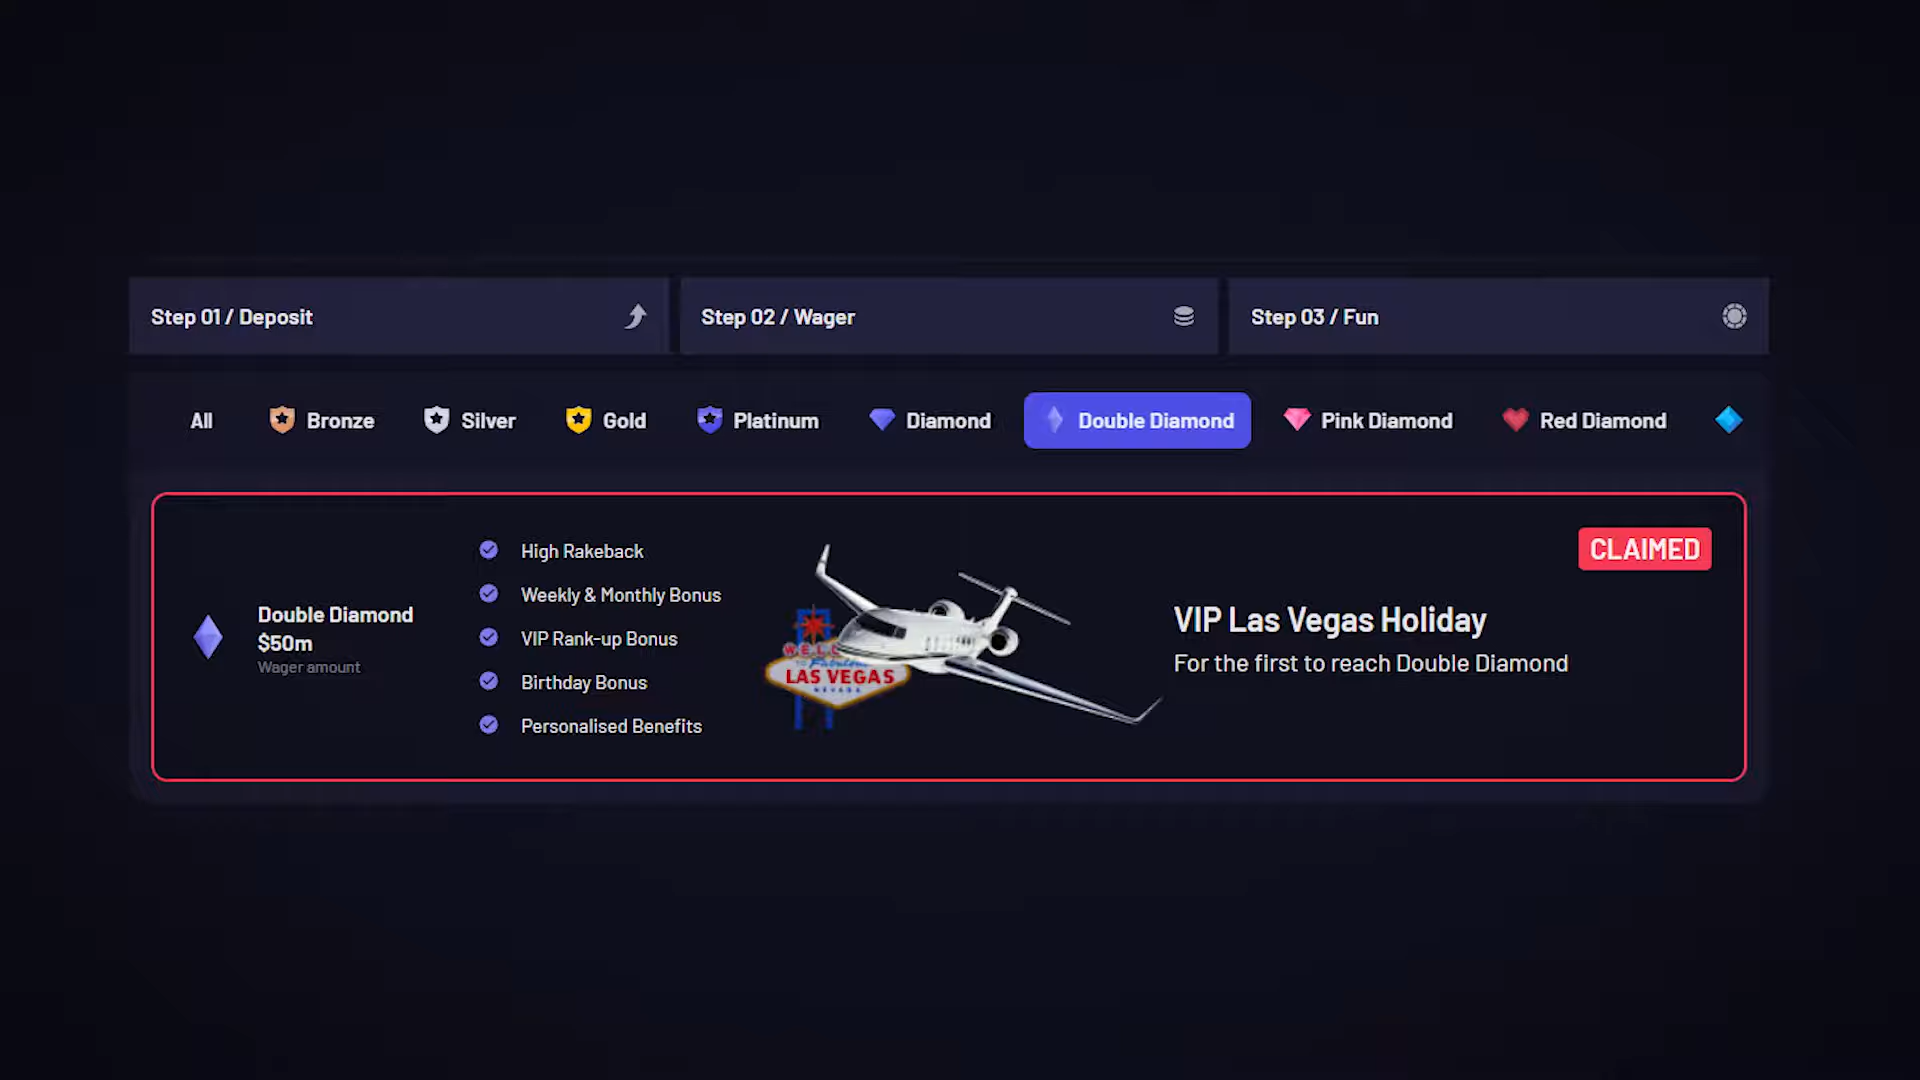 Step 01 / Deposit
Step 02 / Wager
Step 03 / Fun
All
Bronze
Silver
Gold
Platinum
Diamond
Double Diamond
Pink Diamond
Red Diamond
Double Diamond
$50m
Wager amount
High Rakeback
Weekly & Monthly Bonus
VIP Rank-up Bonus
Birthday Bonus
Personalised Benefits
LAS VEGAS
NEVADA
CLAIMED
VIP Las Vegas Holiday
For the first to reach Double Diamond